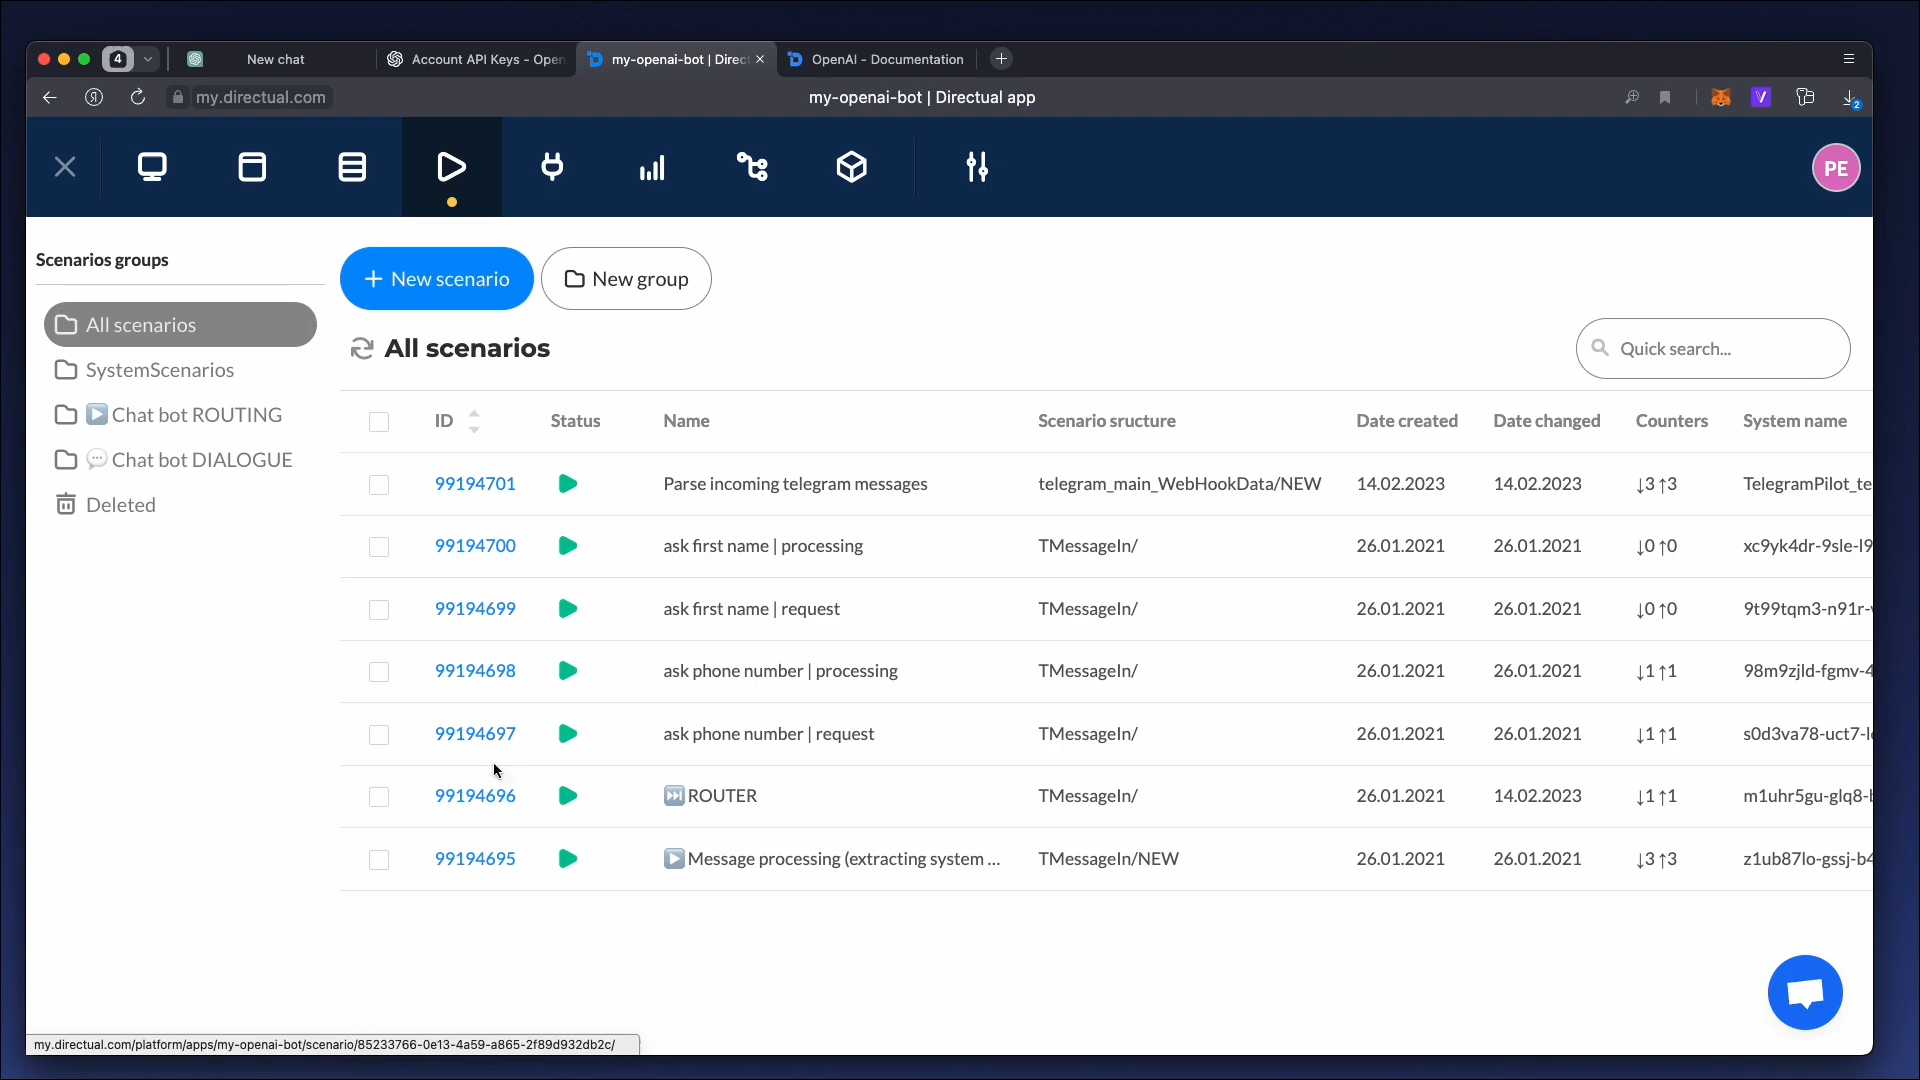 4
New chat
Account API Keys - Open
my-openai-bot | Direct
OpenAI - Documentation
my.directual.com
my-openai-bot | Directual app
2
PE
Scenarios groups
New scenario
New group
All scenarios
SystemScenarios
Chat bot ROUTING
Chat bot DIALOGUE
Deleted
All scenarios
Quick search...
ID Status Name Scenario sructure Date created Date changed Counters System name
99194701 Parse incoming telegram messages telegram_main_WebHookData/NEW 14.02.2023 14.02.2023 ↓3 ↑3 TelegramPilot_te
99194700 ask first name | processing TMessageIn/ 26.01.2021 26.01.2021 ↓0 ↑0 xc9yk4dr-9sle-l9
99194699 ask first name | request TMessageIn/ 26.01.2021 26.01.2021 ↓0 ↑0 9t99tqm3-n91r-
99194698 ask phone number | processing TMessageIn/ 26.01.2021 26.01.2021 ↓1 ↑1 98m9zjld-fgmv-4
99194697 ask phone number | request TMessageIn/ 26.01.2021 26.01.2021 ↓1 ↑1 s0d3va78-uct7-
99194696 ROUTER TMessageIn/ 26.01.2021 14.02.2023 ↓1 ↑1 m1uhr5gu-glq8-
99194695 Message processing (extracting system ... TMessageIn/NEW 26.01.2021 26.01.2021 ↓3 ↑3 z1ub87lo-gssj-b4
my.directual.com/platform/apps/my-openai-bot/scenario/85233766-0e13-4a59-a865-2f89d932db2c/